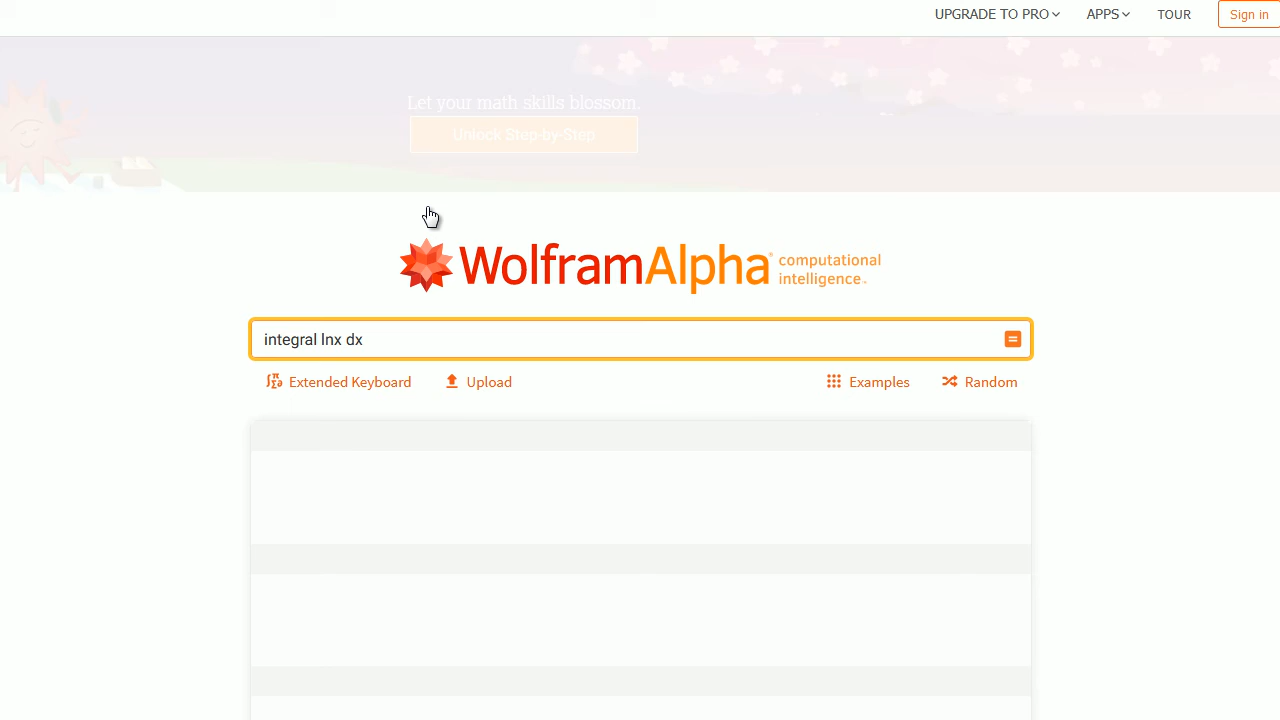 UPGRADE TO PRO APPS TOUR Sign in
Let your math skills blossom.
Unlock Step-by-Step
WolframAlpha computational
intelligence.
integral lnx dx
Extended Keyboard Upload Examples Random